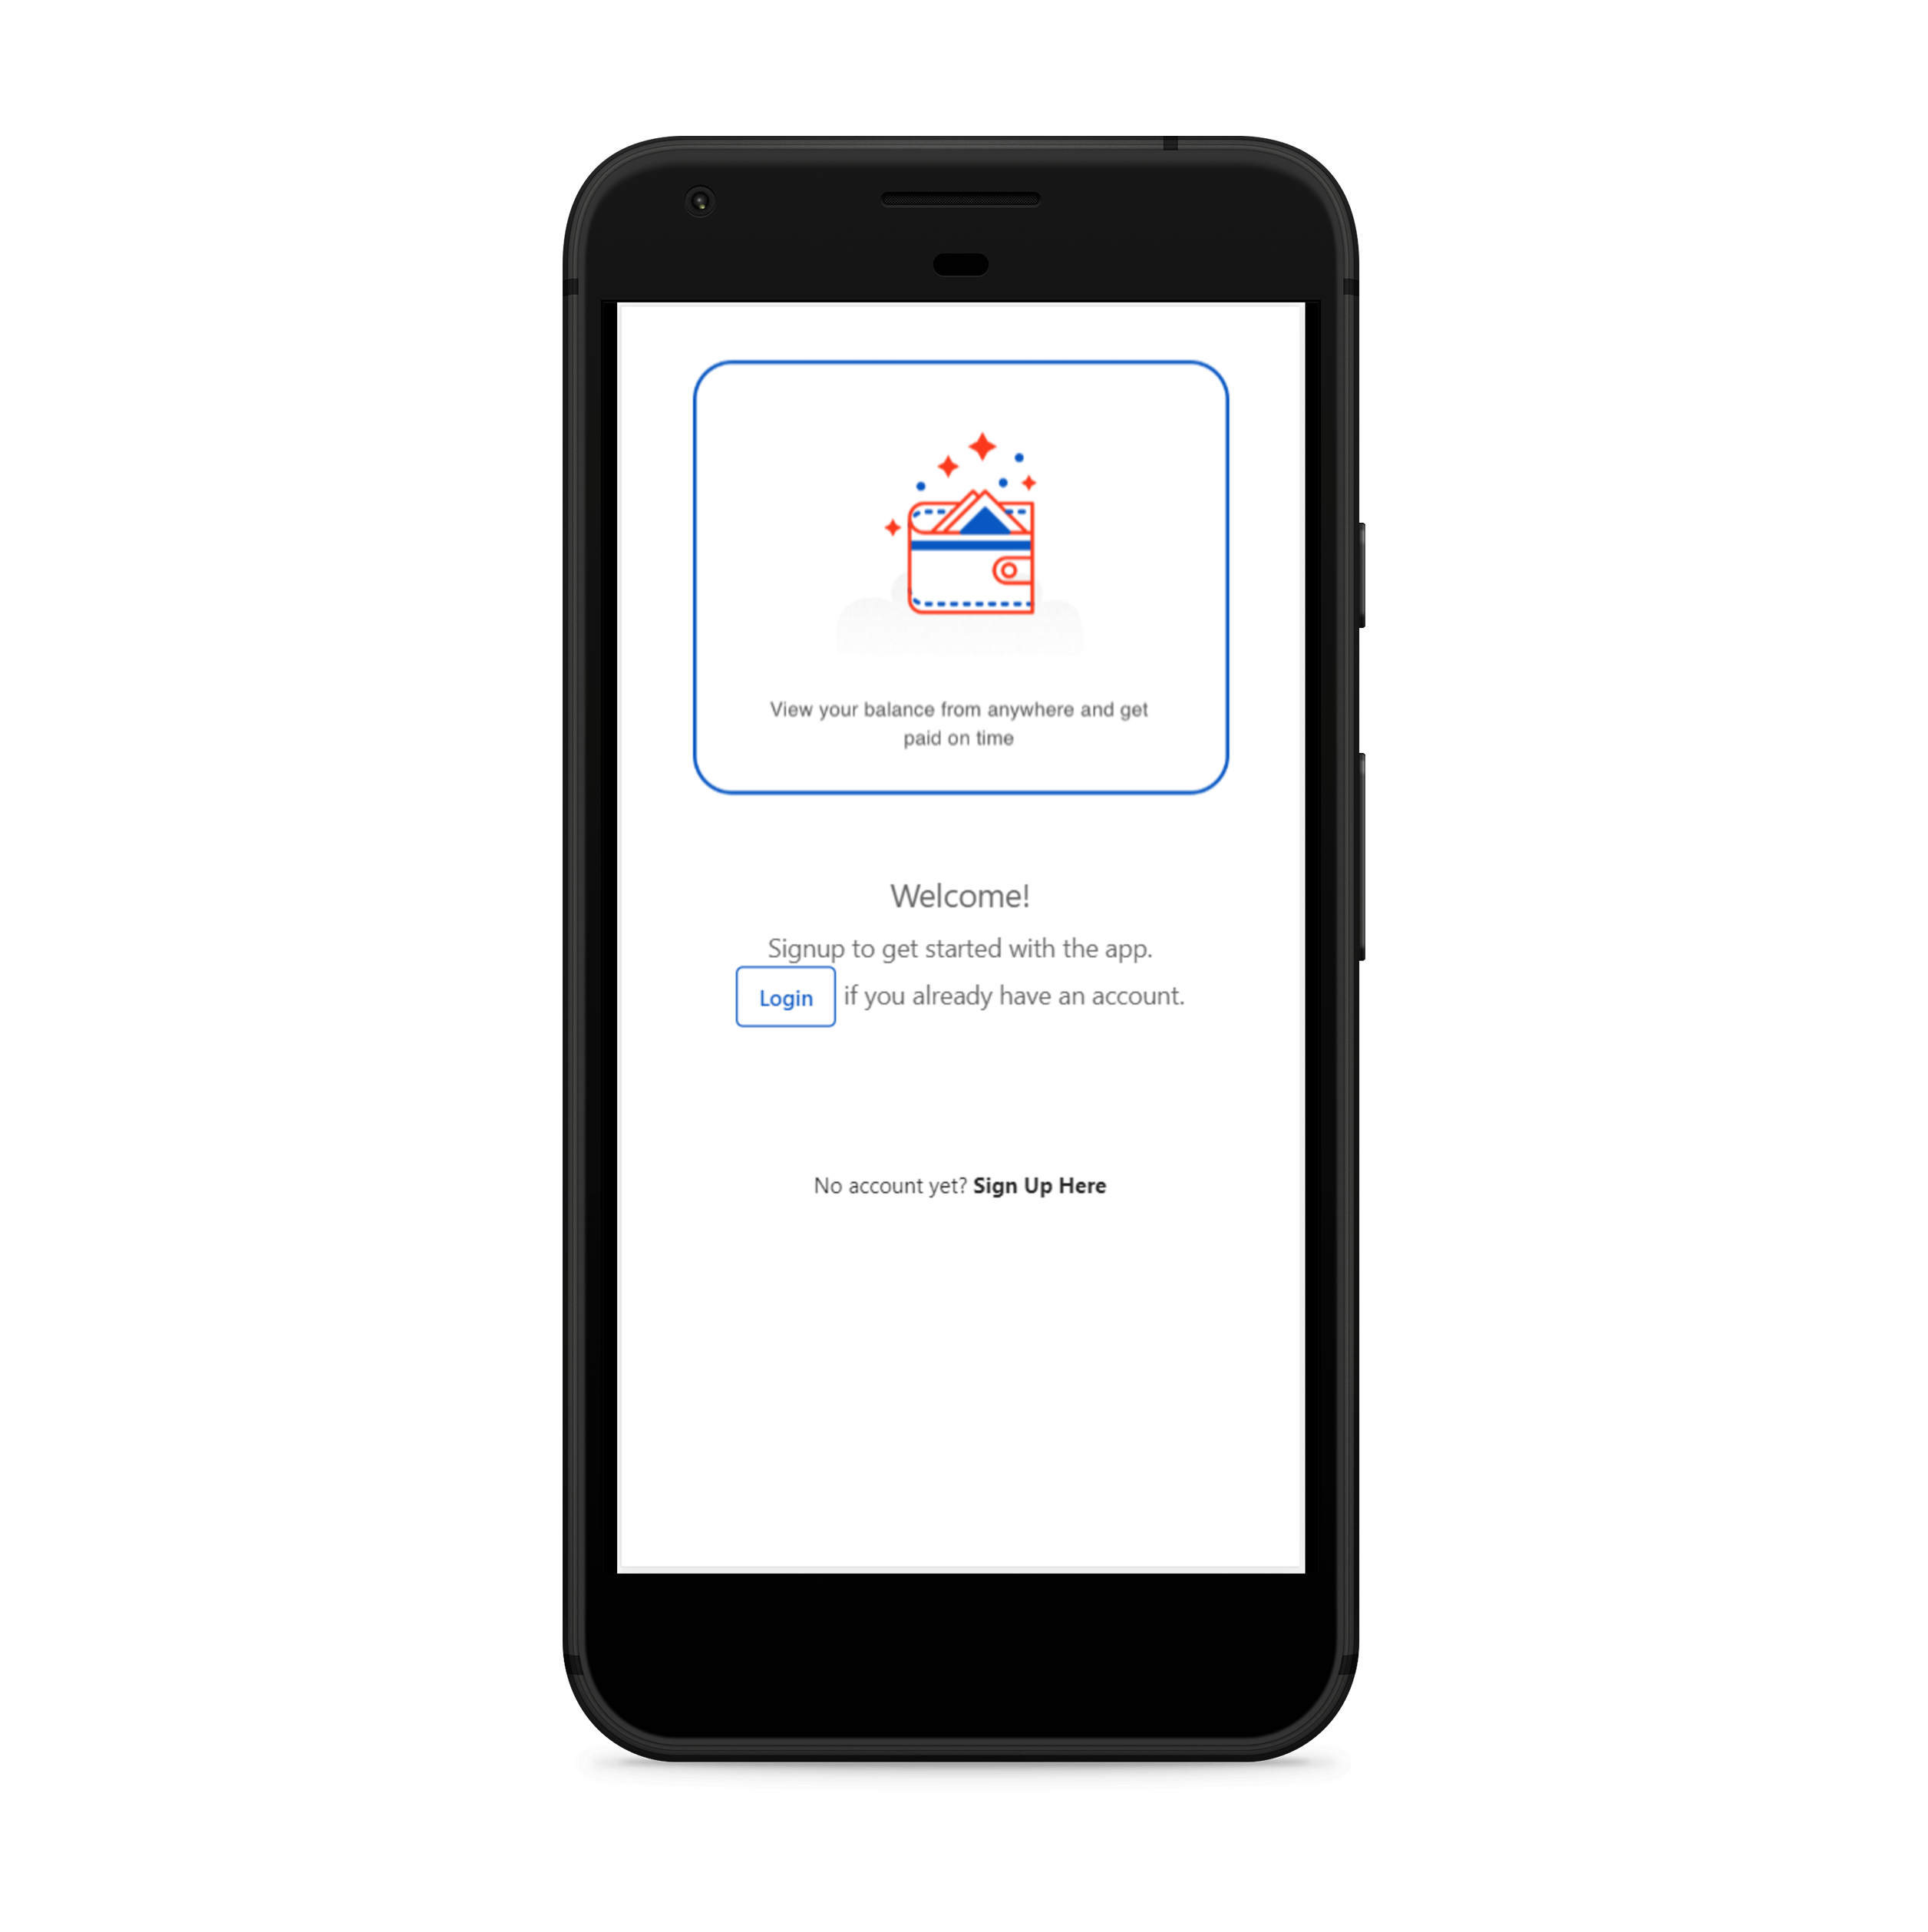 View your balance from anywhere and get
paid on time
Welcome!
Signup to get started with the app.
Login if you already have an account.
No account yet? Sign Up Here